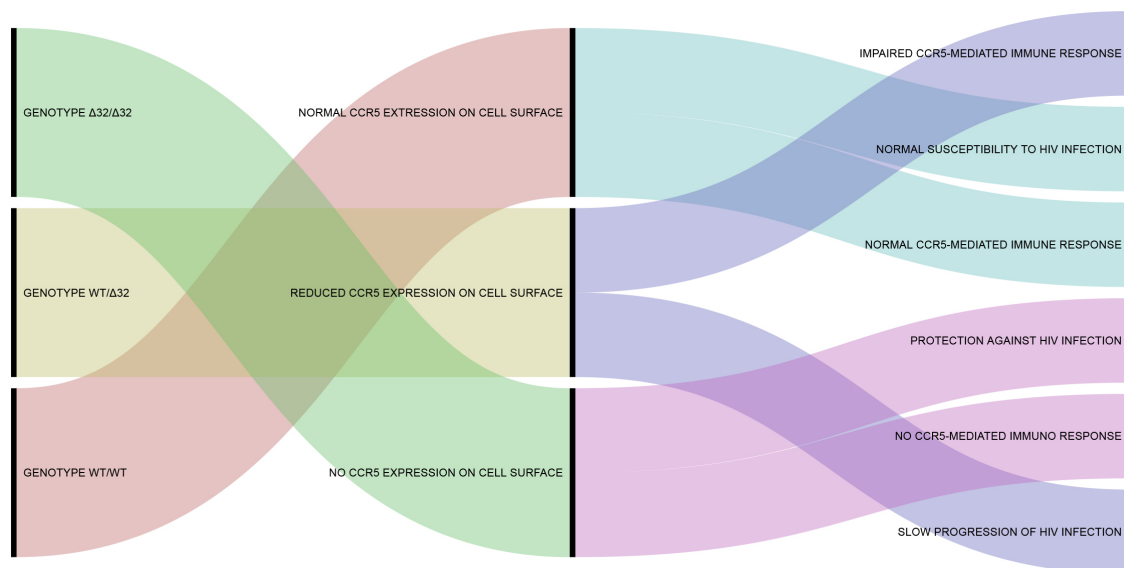 GENOTYPE Δ32/Δ32
GENOTYPE WT/Δ32
GENOTYPE WT/WT
NORMAL CCR5 EXTRESSION ON CELL SURFACE
REDUCED CCR5 EXPRESSION ON CELL SURFACE
NO CCR5 EXPRESSION ON CELL SURFACE
IMPAIRED CCR5-MEDIATED IMMUNE RESPONSE
NORMAL SUSCEPTIBILITY TO HIV INFECTION
NORMAL CCR5-MEDIATED IMMUNE RESPONSE
PROTECTION AGAINST HIV INFECTION
NO CCR5-MEDIATED IMMUNO RESPONSE
SLOW PROGRESSION OF HIV INFECTION